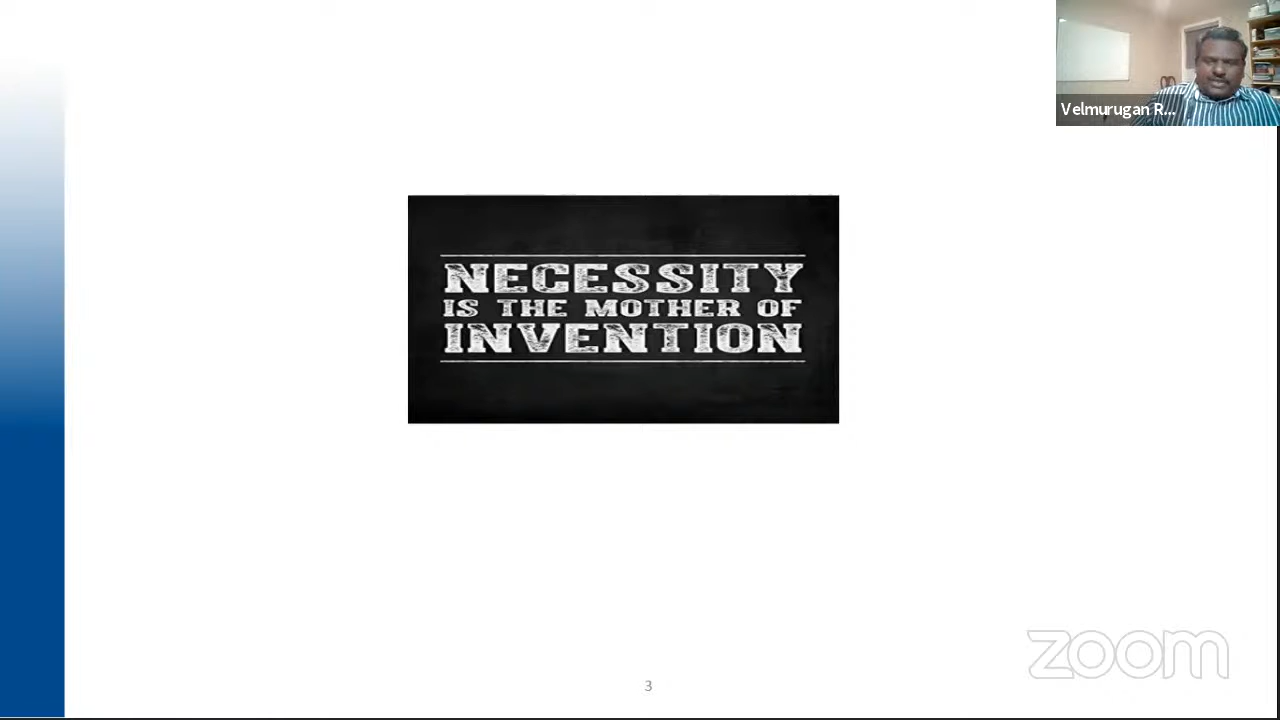 Velmurugan R...
NECESSITY
IS THE MOTHER OF
INVENTION
zoom
3